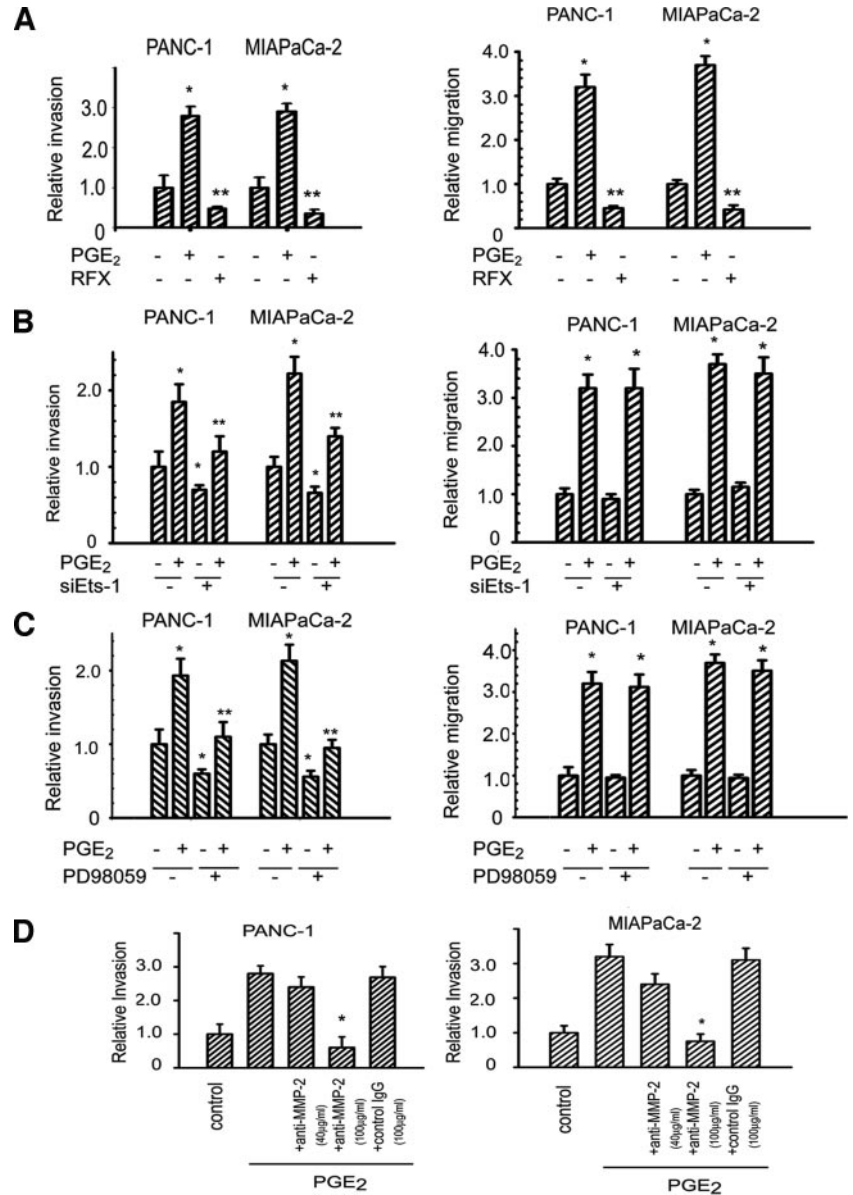 A
PANC-1 MIAPaCa-2
Relative invasion
3.0
2.0
1.0
0
* ** * **
PGE2 - + - - + -
RFX - - + - - +
PANC-1 MIAPaCa-2
Relative migration
4.0
3.0
2.0
1.0
0
* ** * **
PGE2 - + - - + -
RFX - - + - - +
B
PANC-1 MIAPaCa-2
Relative invasion
2.0
1.0
0
* * ** * * **
PGE2 - + - + - + - +
siEts-1 - + - +
PANC-1 MIAPaCa-2
Relative migration
4.0
3.0
2.0
1.0
0
* * * *
PGE2 - + - + - + - +
siEts-1 - + - +
C
PANC-1 MIAPaCa-2
Relative invasion
2.0
1.0
0
* * ** * * **
PGE2 - + - + - + - +
PD98059 - + - +
PANC-1 MIAPaCa-2
Relative migration
4.0
3.0
2.0
1.0
0
* * * *
PGE2 - + - + - + - +
PD98059 - + - +
D
PANC-1
Relative Invasion
3.0
2.0
1.0
0
*
control
+anti-MMP-2
(40µg/ml)
+anti-MMP-2
(100µg/ml)
+control IgG
(100µg/ml)
PGE2
MIAPaCa-2
Relative Invasion
3.0
2.0
1.0
0
*
control
+anti-MMP-2
(40µg/ml)
+anti-MMP-2
(100µg/ml)
+control IgG
(100µg/ml)
PGE2